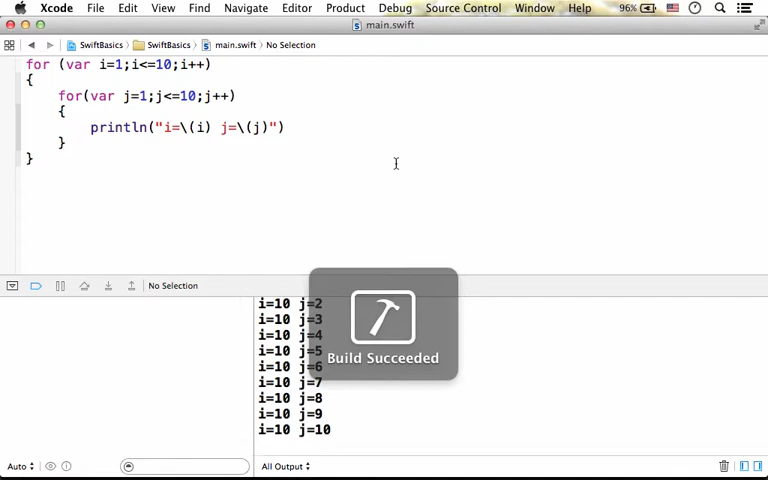 Xcode File Edit View Find Navigate Editor Product Debug Source Control Window Help 96%
main.swift
SwiftBasics SwiftBasics main.swift No Selection
for (var i=1;i<=10;i++)
{
for(var j=1;j<=10;j++)
{
println("i=\(i) j=\(j)")
}
}
No Selection
i=10 j=2
i=10 j=3
i=10 j=4
i=10 j=5
i=10 j=6
i=10 j=7
i=10 j=8
i=10 j=9
i=10 j=10
Build Succeeded
Auto
All Output